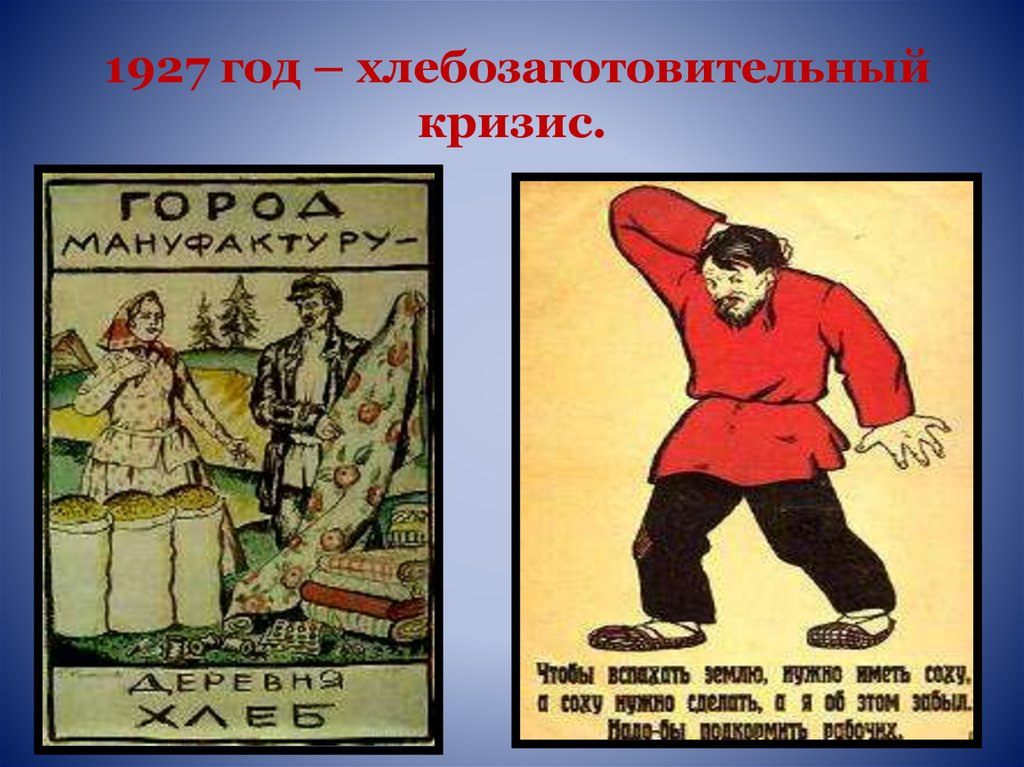 1927 год – хлебозаготовительный
кризис.
ГОРОД
МАНУФАКТУРУ–
ДЕРЕВНЯ
ХЛЕБ
Чтобы вспахать землю, нужно иметь соху,
а соху нужно сделать, а я об этом забыл.
Надо-бы подкормить рабочих.